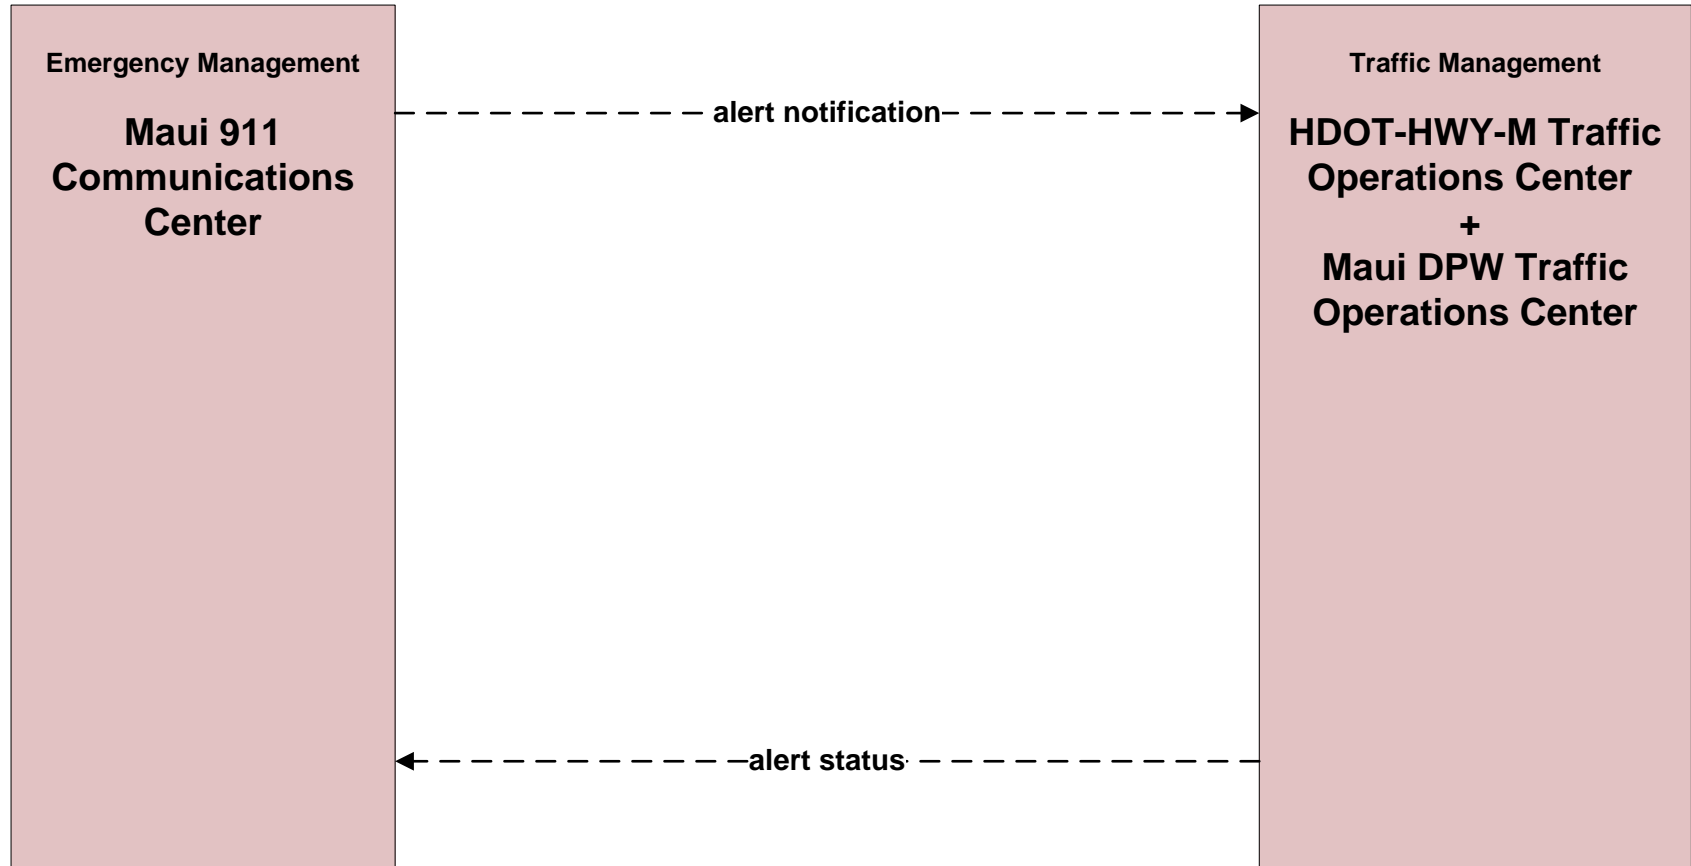 Emergency Management
Maui 911
Communications
Center
alert notification
Traffic Management
HDOT-HWY-M Traffic
Operations Center
+
Maui DPW Traffic
Operations Center
alert status